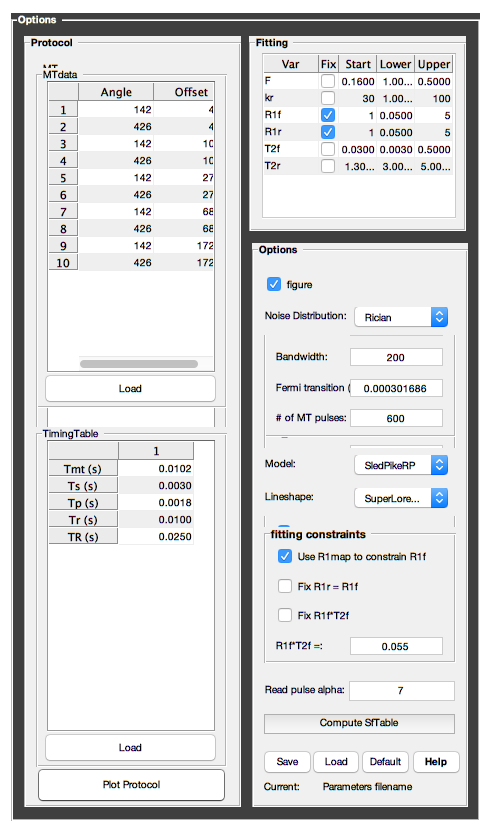 Options
Protocol
MT
MTdata
Angle Offset
1 142 4
2 426 4
3 142 10
4 426 10
5 142 27
6 426 27
7 142 68
8 426 68
9 142 172
10 426 172
Load
TimingTable
1
Tmt (s) 0.0102
Ts (s) 0.0030
Tp (s) 0.0018
Tr (s) 0.0100
TR (s) 0.0250
Load
Plot Protocol
Fitting
Var Fix Start Lower Upper
F 0.1600 1.00... 0.5000
kr 30 1.00... 100
R1f 1 0.0500 5
R1r 1 0.0500 5
T2f 0.0300 0.0030 0.5000
T2r 1.30... 3.00... 5.00...
Options
figure
Noise Distribution: Rician
Bandwidth: 200
Fermi transition ( 0.000301686
# of MT pulses: 600
Model: SledPikeRP
Lineshape: SuperLore...
fitting constraints
Use R1map to constrain R1f
Fix R1r = R1f
Fix R1f*T2f
R1f*T2f =: 0.055
Read pulse alpha: 7
Compute SfTable
Save Load Default Help
Current: Parameters filename